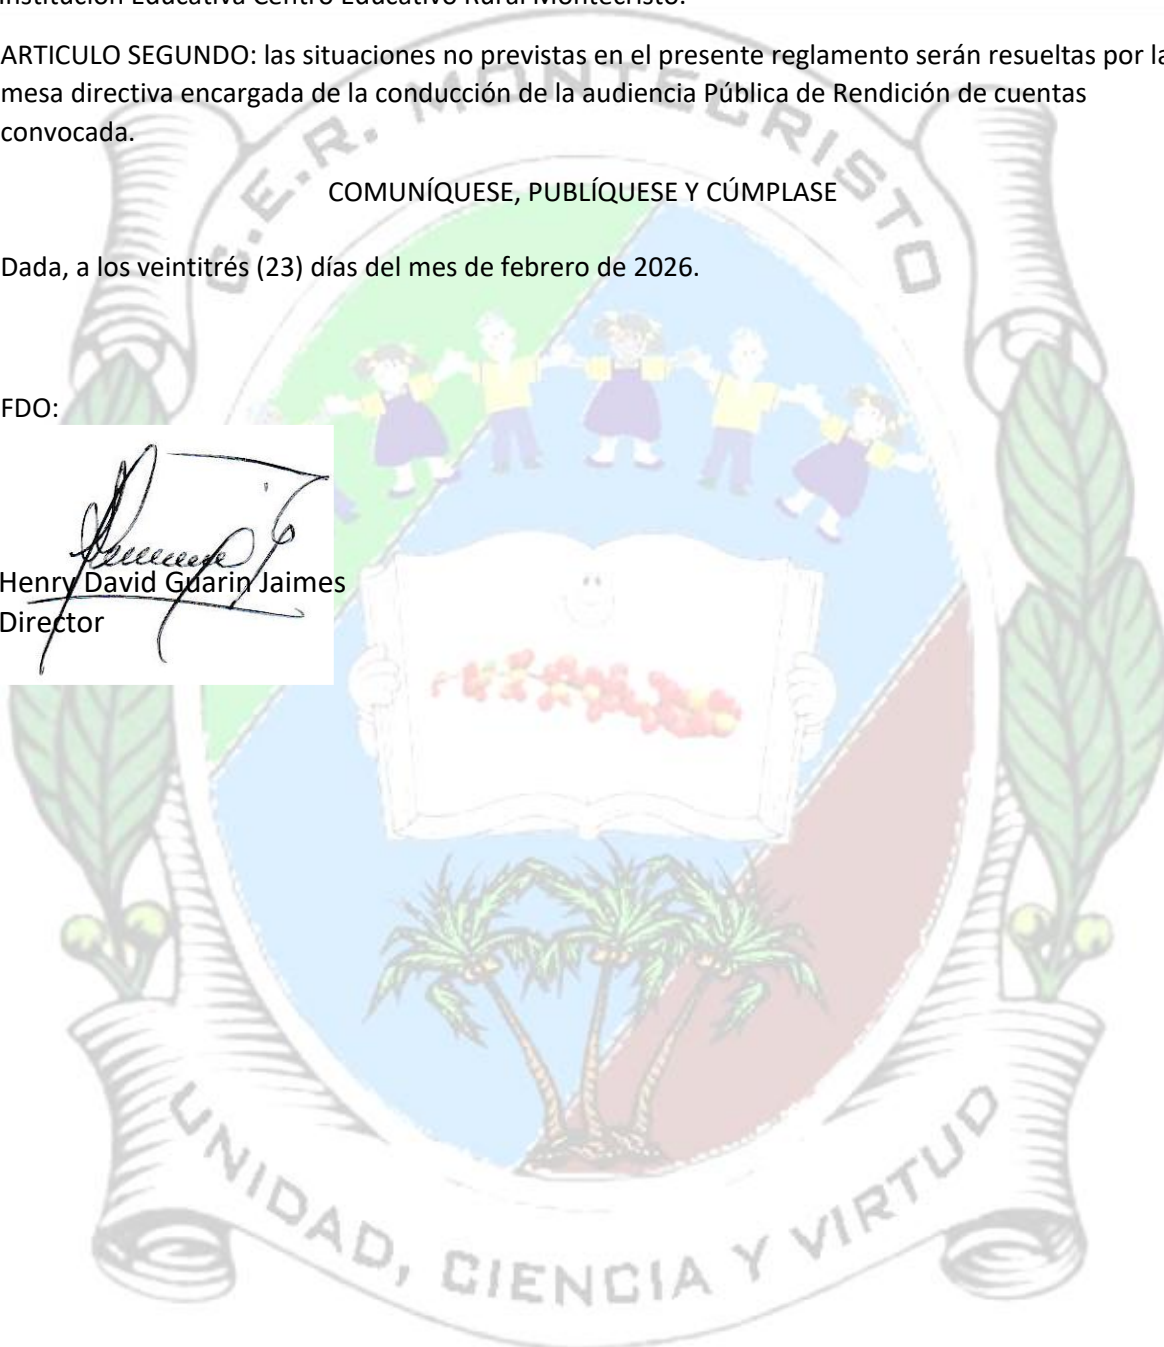 Institución Educativa Centro Educativo Rural Montecristo.
ARTICULO SEGUNDO: las situaciones no previstas en el presente reglamento serán resueltas por la
mesa directiva encargada de la conducción de la audiencia Pública de Rendición de cuentas
convocada.
COMUNÍQUESE, PUBLÍQUESE Y CÚMPLASE
Dada, a los veintitrés (23) días del mes de febrero de 2026.
FDO:
Henry David Guarin Jaimes
Director
C.E.R. MONTECRISTO
UNIDAD, CIENCIA Y VIRTUD